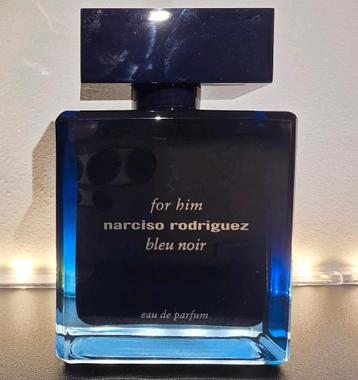 for him
narciso rodriguez
bleu noir
eau de parfum